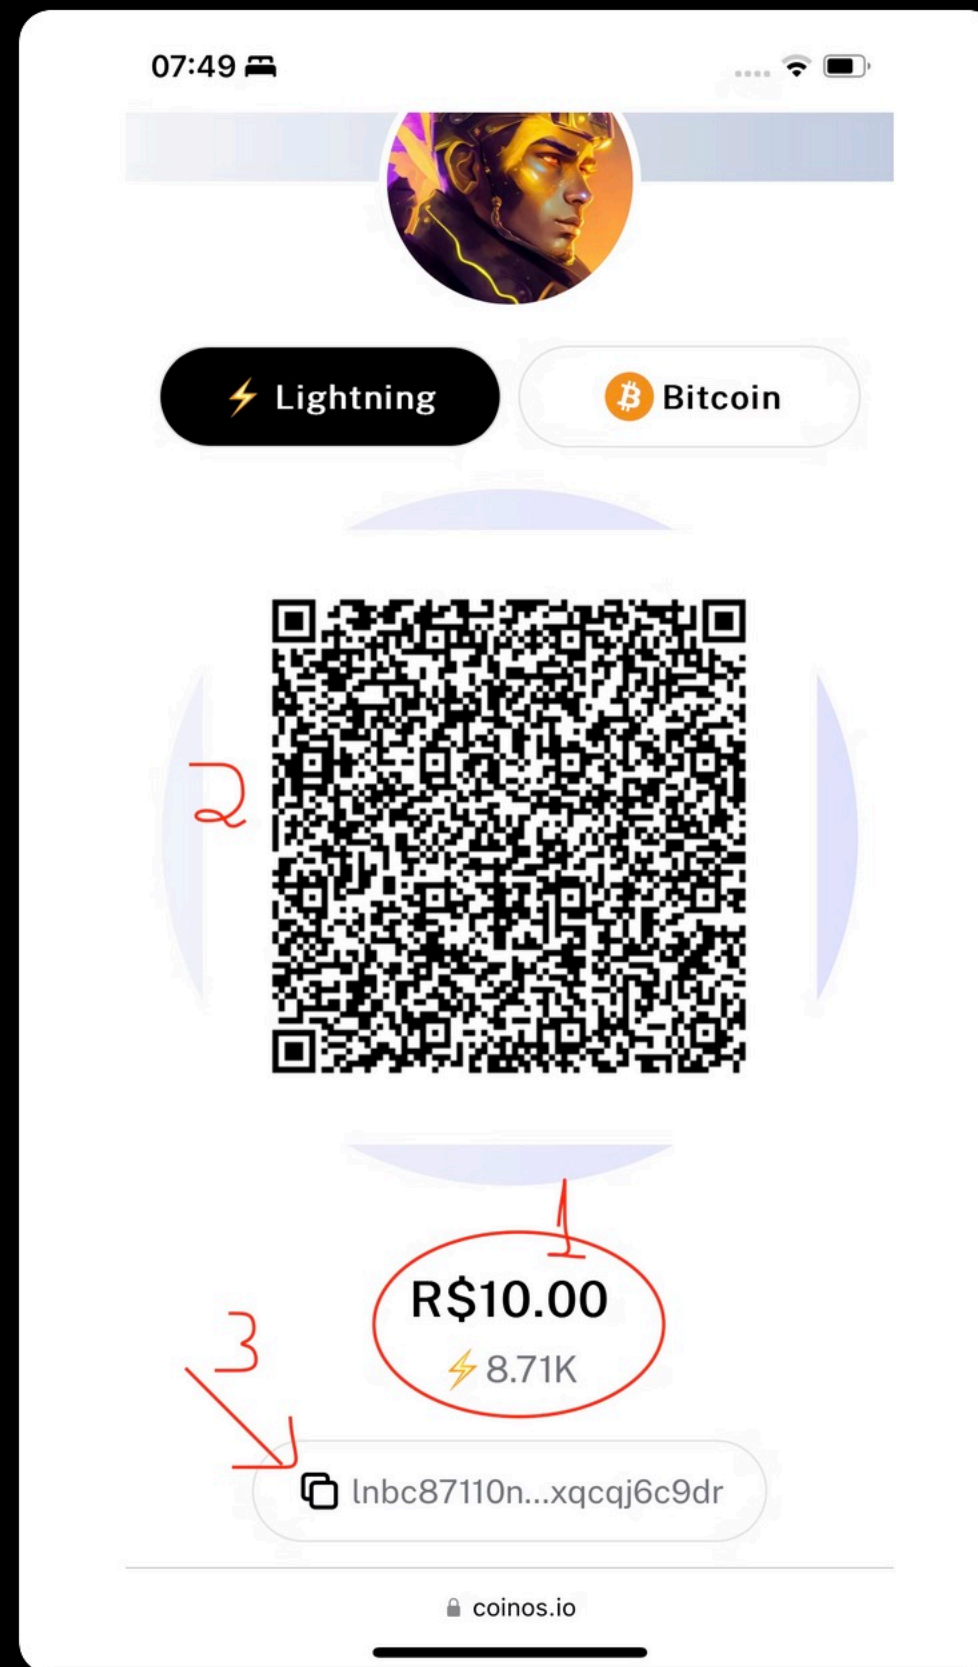 07:49
⚡ Lightning
Bitcoin
2
1
R$10.00
⚡8.71K
3
lnbc87110n...xqcqj6c9dr
coinos.io